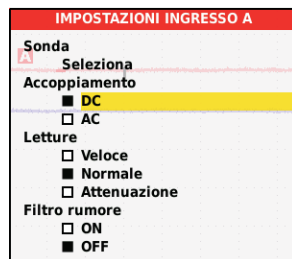 IMPOSTAZIONI INGRESSO A
Sonda
A
Seleziona
Accoppiamento
DC
AC
Letture
Veloce
Normale
Attenuazione
Filtro rumore
ON
OFF